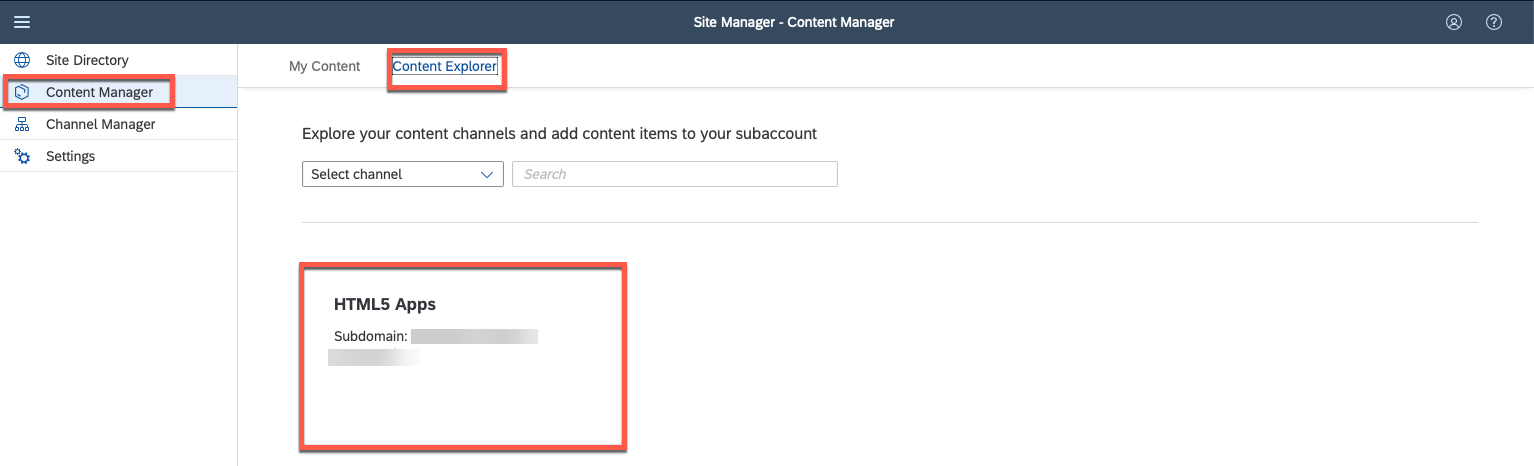 Site Manager - Content Manager
Site Directory
Content Manager
Channel Manager
Settings
My Content
Content Explorer
Explore your content channels and add content items to your subaccount
Select channel
Search
HTML5 Apps
Subdomain: